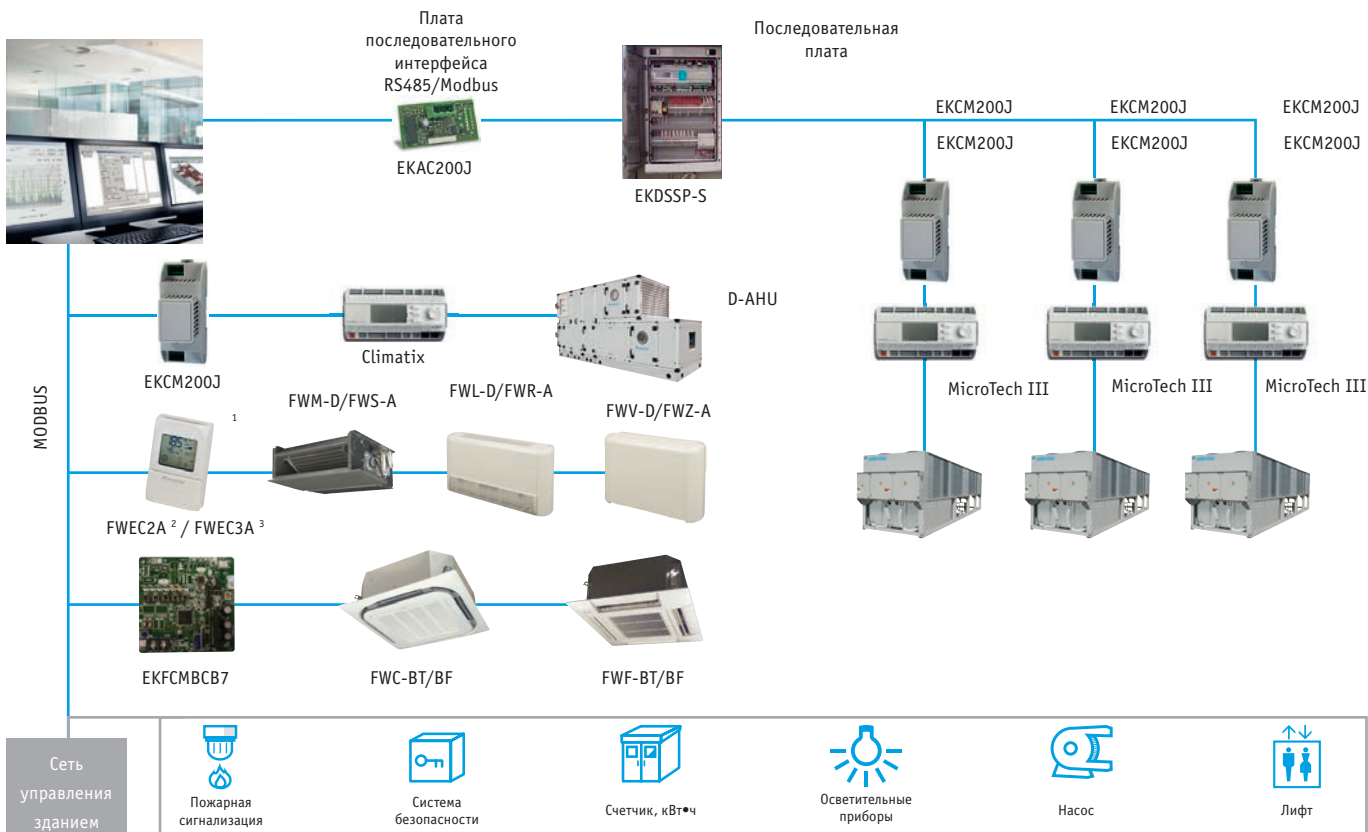 Плата
последовательного
интерфейса
RS485/Modbus
Последовательная
плата
EKAC200J
EKDSSP-S
EKCM200J
EKCM200J
EKCM200J
EKCM200J
EKCM200J
EKCM200J
MODBUS
EKCM200J
Climatix
D-AHU
MicroTech III
MicroTech III
MicroTech III
1
FWM-D/FWS-A
FWL-D/FWR-A
FWV-D/FWZ-A
FWEC2A 2 / FWEC3A 3
EKFCMBCB7
FWC-BT/BF
FWF-BT/BF
Сеть
управления
зданием
Пожарная
сигнализация
Система
безопасности
Счетчик, кВт•ч
Осветительные
приборы
Насос
Лифт